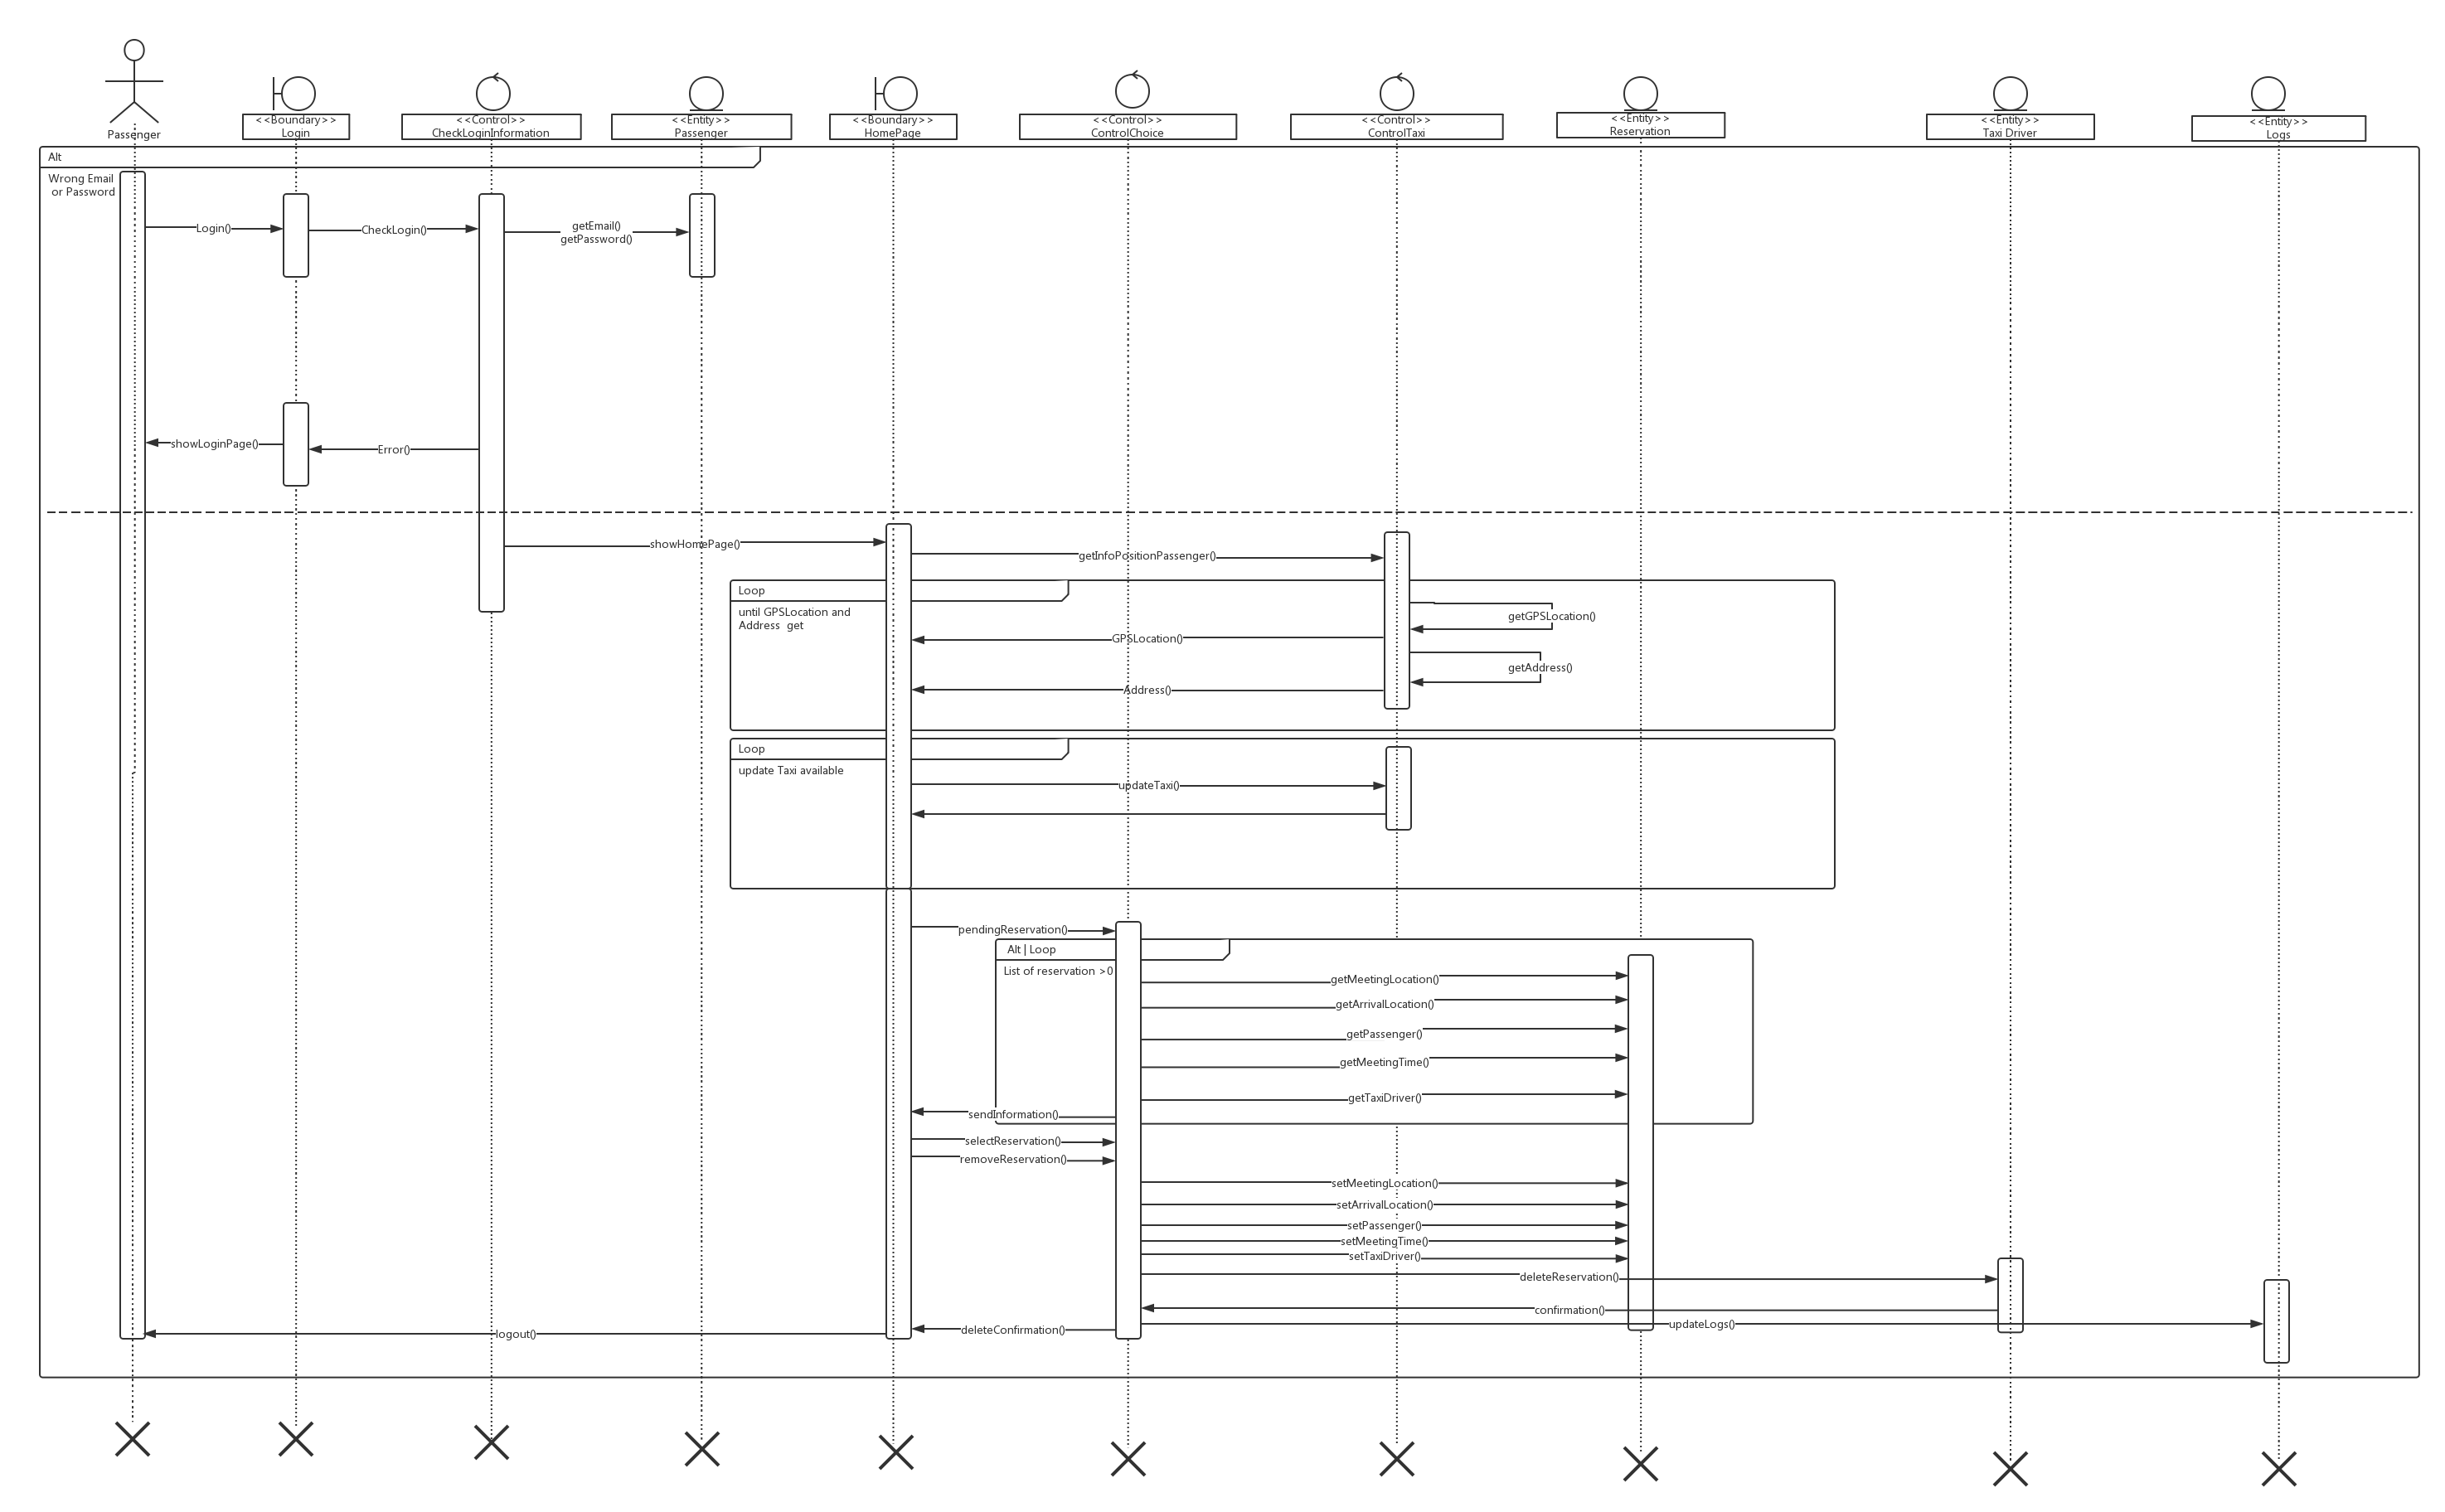 Passenger
<<Boundary>>
Login
<<Control>>
CheckLoginInformation
<<Entity>>
Passenger
<<Boundary>>
HomePage
<<Control>>
ControlChoice
<<Control>>
ControlTaxi
<<Entity>>
Reservation
<<Entity>>
Taxi Driver
<<Entity>>
Logs
Alt
Wrong Email
or Password
Login()
CheckLogin()
getEmail()
getPassword()
showLoginPage()
Error()
showHomePage()
getInfoPositionPassenger()
Loop
until GPSLocation and
Address get
getGPSLocation()
GPSLocation()
getAddress()
Address()
Loop
update Taxi available
updateTaxi()
pendingReservation()
Alt | Loop
List of reservation >0
getMeetingLocation()
getArrivalLocation()
getPassenger()
getMeetingTime()
getTaxiDriver()
sendInformation()
selectReservation()
removeReservation()
setMeetingLocation()
setArrivalLocation()
setPassenger()
setMeetingTime()
setTaxiDriver()
deleteReservation()
confirmation()
updateLogs()
deleteConfirmation()
logout()